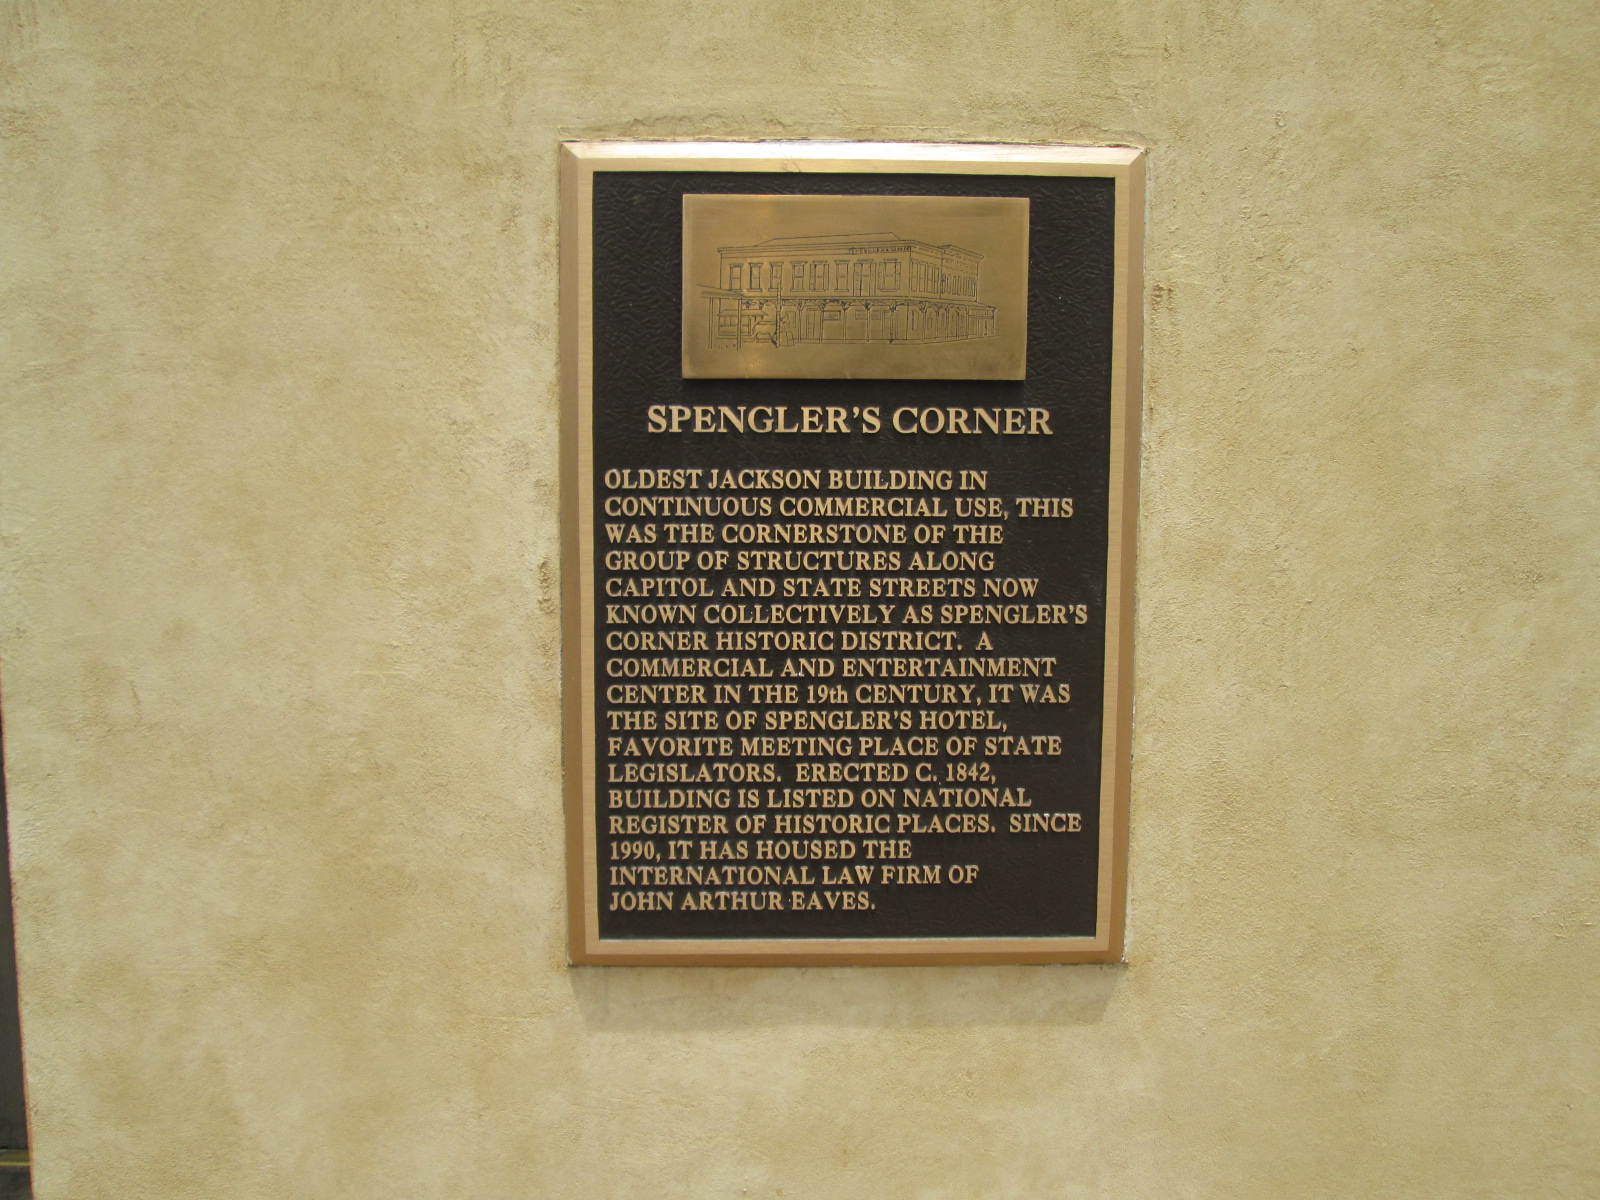 SPENGLER'S CORNER
OLDEST JACKSON BUILDING IN
CONTINUOUS COMMERCIAL USE, THIS
WAS THE CORNERSTONE OF THE
GROUP OF STRUCTURES ALONG
CAPITOL AND STATE STREETS NOW
KNOWN COLLECTIVELY AS SPENGLER'S
CORNER HISTORIC DISTRICT. A
COMMERCIAL AND ENTERTAINMENT
CENTER IN THE 19th CENTURY, IT WAS
THE SITE OF SPENGLER'S HOTEL,
FAVORITE MEETING PLACE OF STATE
LEGISLATORS. ERECTED C. 1842,
BUILDING IS LISTED ON NATIONAL
REGISTER OF HISTORIC PLACES. SINCE
1990, IT HAS HOUSED THE
INTERNATIONAL LAW FIRM OF
JOHN ARTHUR EAVES.